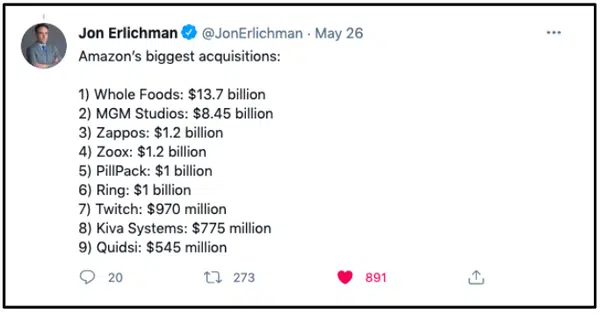 Jon Erlichman @JonErlichman · May 26
Amazon's biggest acquisitions:
1) Whole Foods: $13.7 billion
2) MGM Studios: $8.45 billion
3) Zappos: $1.2 billion
4) Zoox: $1.2 billion
5) PillPack: $1 billion
6) Ring: $1 billion
7) Twitch: $970 million
8) Kiva Systems: $775 million
9) Quidsi: $545 million
20 273 891